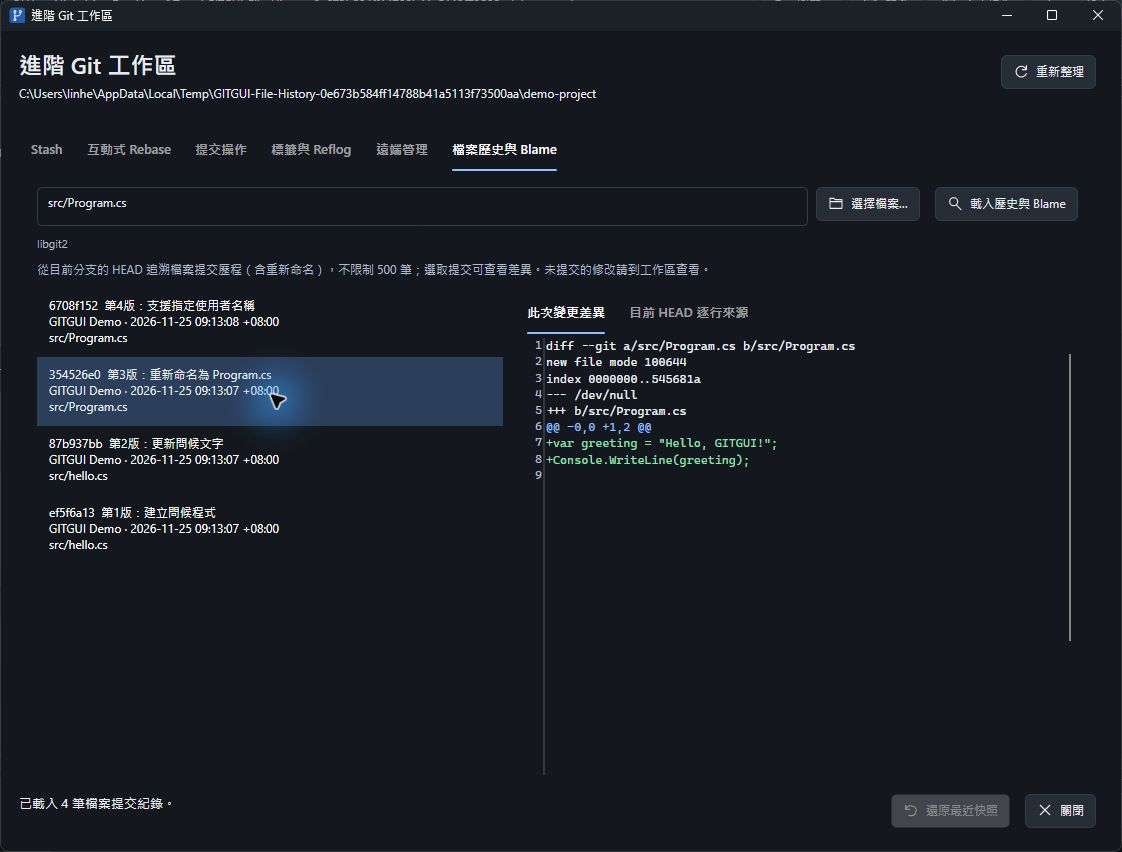 進階 Git 工作區
進階 Git 工作區
C:\Users\linhe\AppData\Local\Temp\GITGUI-File-History-0e673b584ff14788b41a5113f73500aa\demo-project
重新整理
Stash 互動式 Rebase 提交操作 標籤與 Reflog 遠端管理 檔案歷史與 Blame
src/Program.cs
選擇檔案...
載入歷史與 Blame
libgit2
從目前分支的 HEAD 追溯檔案提交歷程（含重新命名），不限制 500 筆；選取提交可查看差異。未提交的修改請到工作區查看。
6708f152 第4版：支援指定使用者名稱
GITGUI Demo · 2026-11-25 09:13:08 +08:00
src/Program.cs
354526e0 第3版：重新命名為 Program.cs
GITGUI Demo · 2026-11-25 09:13:07 +08:00
src/Program.cs
87b937bb 第2版：更新問候文字
GITGUI Demo · 2026-11-25 09:13:07 +08:00
src/hello.cs
ef5f6a13 第1版：建立問候程式
GITGUI Demo · 2026-11-25 09:13:07 +08:00
src/hello.cs
此次變更差異 目前 HEAD 逐行來源
1 diff --git a/src/Program.cs b/src/Program.cs
2 new file mode 100644
3 index 0000000..545681a
4 --- /dev/null
5 +++ b/src/Program.cs
6 @@ -0,0 +1,2 @@
7 +var greeting = "Hello, GITGUI!";
8 +Console.WriteLine(greeting);
9
已載入 4 筆檔案提交紀錄。
還原最近快照
關閉